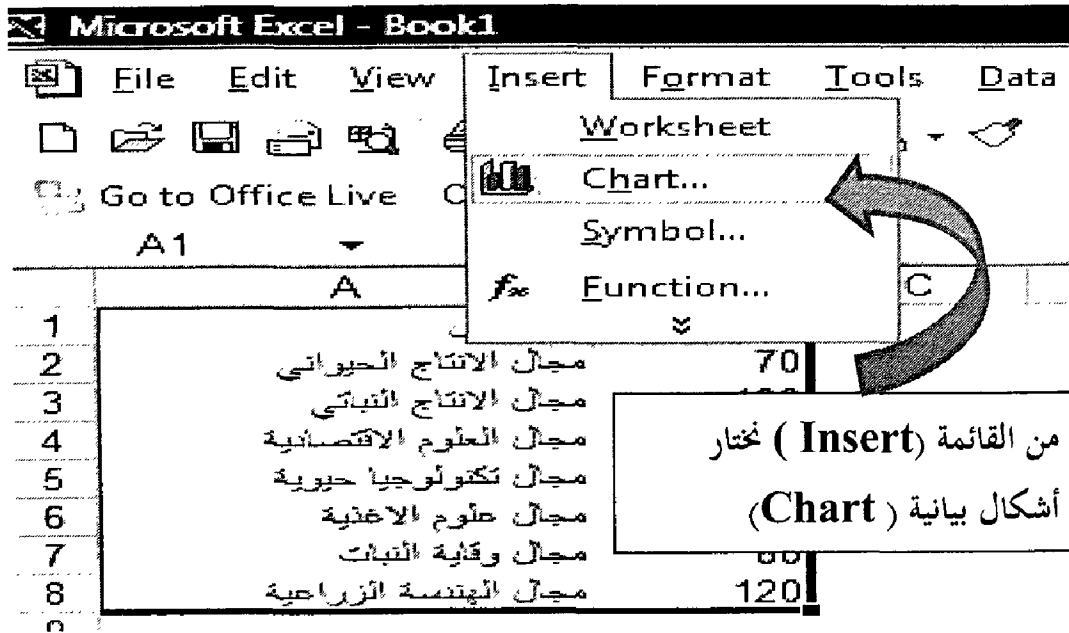 Microsoft Excel - Book1
File Edit View Insert Format Tools Data
Worksheet
Chart...
Go to Office Live
Symbol...
A1
Function...
A C
1
2 مجال الانتاج الحيواني 70
3 مجال الانتاج النباتي
4 مجال العلوم الاقتصادية
5 مجال تكنولوجيا حيوية
6 مجال علوم الاغذية
7 مجال وقاية النبات
8 مجال الهندسة الزراعية 120
من القائمة (Insert ) نختار
أشكال بيانية ( Chart)